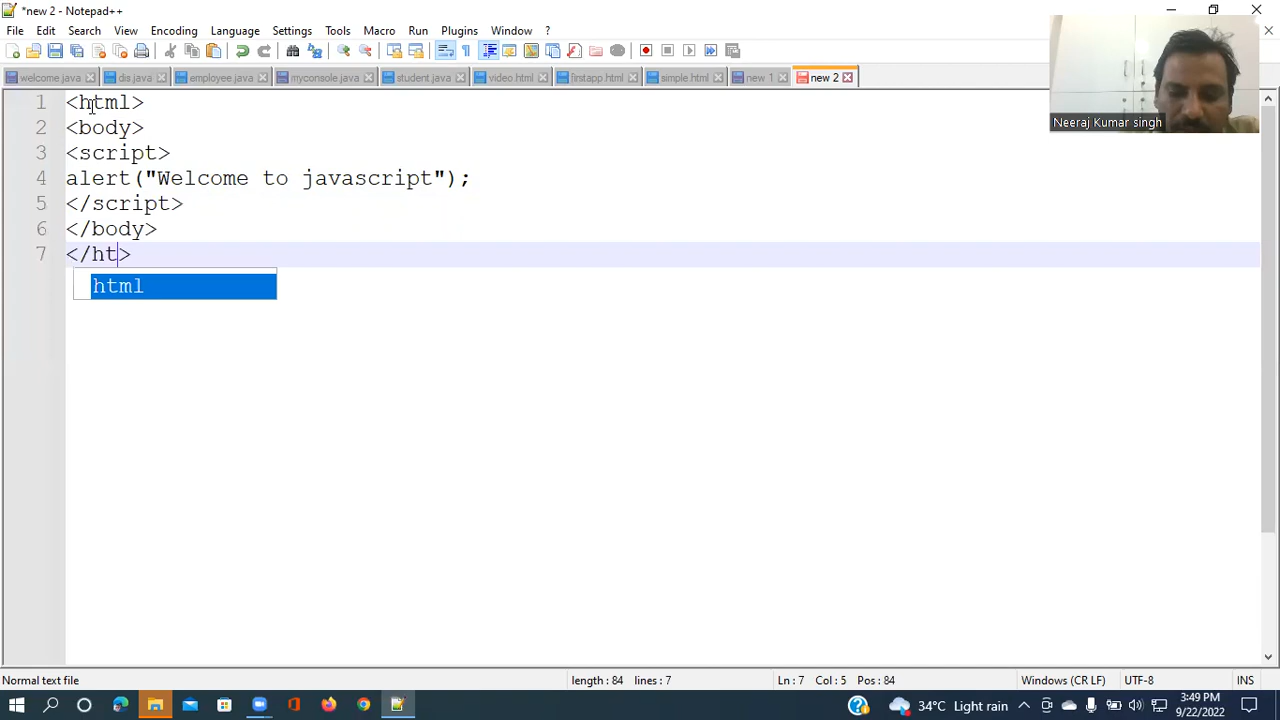 *new 2 - Notepad++
File Edit Search View Encoding Language Settings Tools Macro Run Plugins Window ?
welcome.java dis.java employee.java myconsole.java student.java video.html firstapp.html simple.html new 1 new 2
1 <html>
2 <body>
3 <script>
4 alert("Welcome to javascript");
5 </script>
6 </body>
7 </ht>
html
Neeraj Kumar singh
Normal text file length : 84 lines : 7 Ln : 7 Col : 5 Pos : 84 Windows (CR LF) UTF-8 INS
34°C Light rain 3:49 PM
9/22/2022